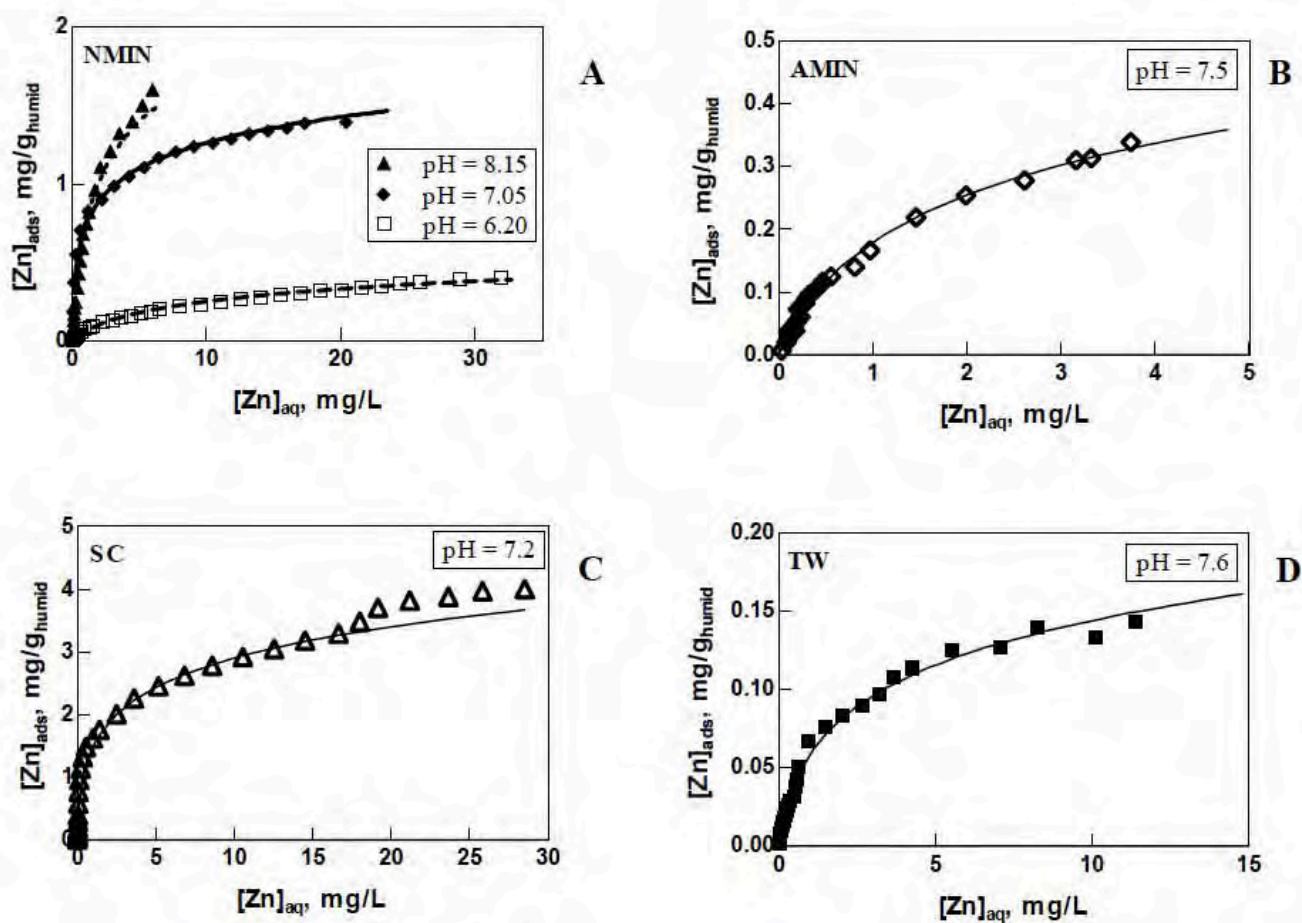 NMIN
A
[Zn]ads, mg/ghumid
2
1
0
pH = 8.15
pH = 7.05
pH = 6.20
0 10 20 30
[Zn]aq, mg/L
AMIN
pH = 7.5
B
[Zn]ads, mg/ghumid
0.5
0.4
0.3
0.2
0.1
0.0
0 1 2 3 4 5
[Zn]aq, mg/L
SC
pH = 7.2
C
[Zn]ads, mg/ghumid
5
4
3
2
1
0
0 5 10 15 20 25 30
[Zn]aq, mg/L
TW
pH = 7.6
D
[Zn]ads, mg/ghumid
0.20
0.15
0.10
0.05
0.00
0 5 10 15
[Zn]aq, mg/L